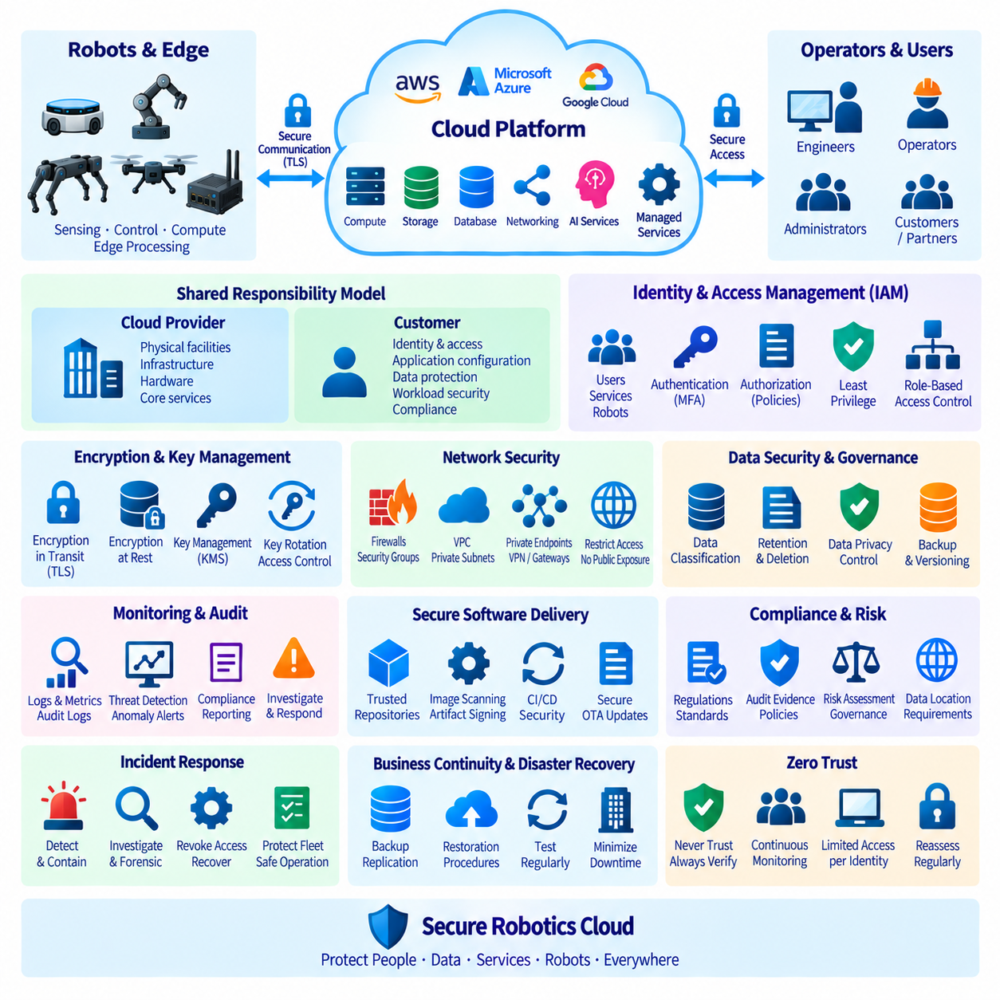 Robots & Edge
Sensing · Control · Compute
Edge Processing
Secure
Communication
(TLS)
aws
Microsoft
Azure
Google Cloud
Cloud Platform
Compute
Storage
Database
Networking
AI Services
Managed
Services
Secure
Access
Operators & Users
Engineers
Operators
Administrators
Customers
/ Partners
Shared Responsibility Model
Cloud Provider
Physical facilities
Infrastructure
Hardware
Core services
Customer
Identity & access
Application configuration
Data protection
Workload security
Compliance
Identity & Access Management (IAM)
Users
Services
Robots
Authentication
(MFA)
Authorization
(Policies)
Least
Privilege
Role-Based
Access Control
Encryption & Key Management
Encryption
in Transit
(TLS)
Encryption
at Rest
Key Management
(KMS)
Key Rotation
Access Control
Network Security
Firewalls
Security Groups
VPC
Private Subnets
Private Endpoints
VPN / Gateways
Restrict Access
No Public Exposure
Data Security & Governance
Data
Classification
Retention
& Deletion
Data Privacy
Control
Backup
& Versioning
Monitoring & Audit
Logs & Metrics
Audit Logs
Threat Detection
Anomaly Alerts
Compliance
Reporting
Investigate
& Respond
Secure Software Delivery
Trusted
Repositories
Image Scanning
Artifact Signing
CI/CD
Security
Secure
OTA Updates
Compliance & Risk
Regulations
Standards
Audit Evidence
Policies
Risk Assessment
Governance
Data Location
Requirements
Incident Response
Detect
& Contain
Investigate
& Forensic
Revoke Access
Recover
Protect Fleet
Safe Operation
Business Continuity & Disaster Recovery
Backup
Replication
Restoration
Procedures
Test
Regularly
Minimize
Downtime
Zero Trust
Never Trust
Always Verify
Continuous
Monitoring
Limited Access
per Identity
Reassess
Regularly
Secure Robotics Cloud
Protect People · Data · Services · Robots · Everywhere